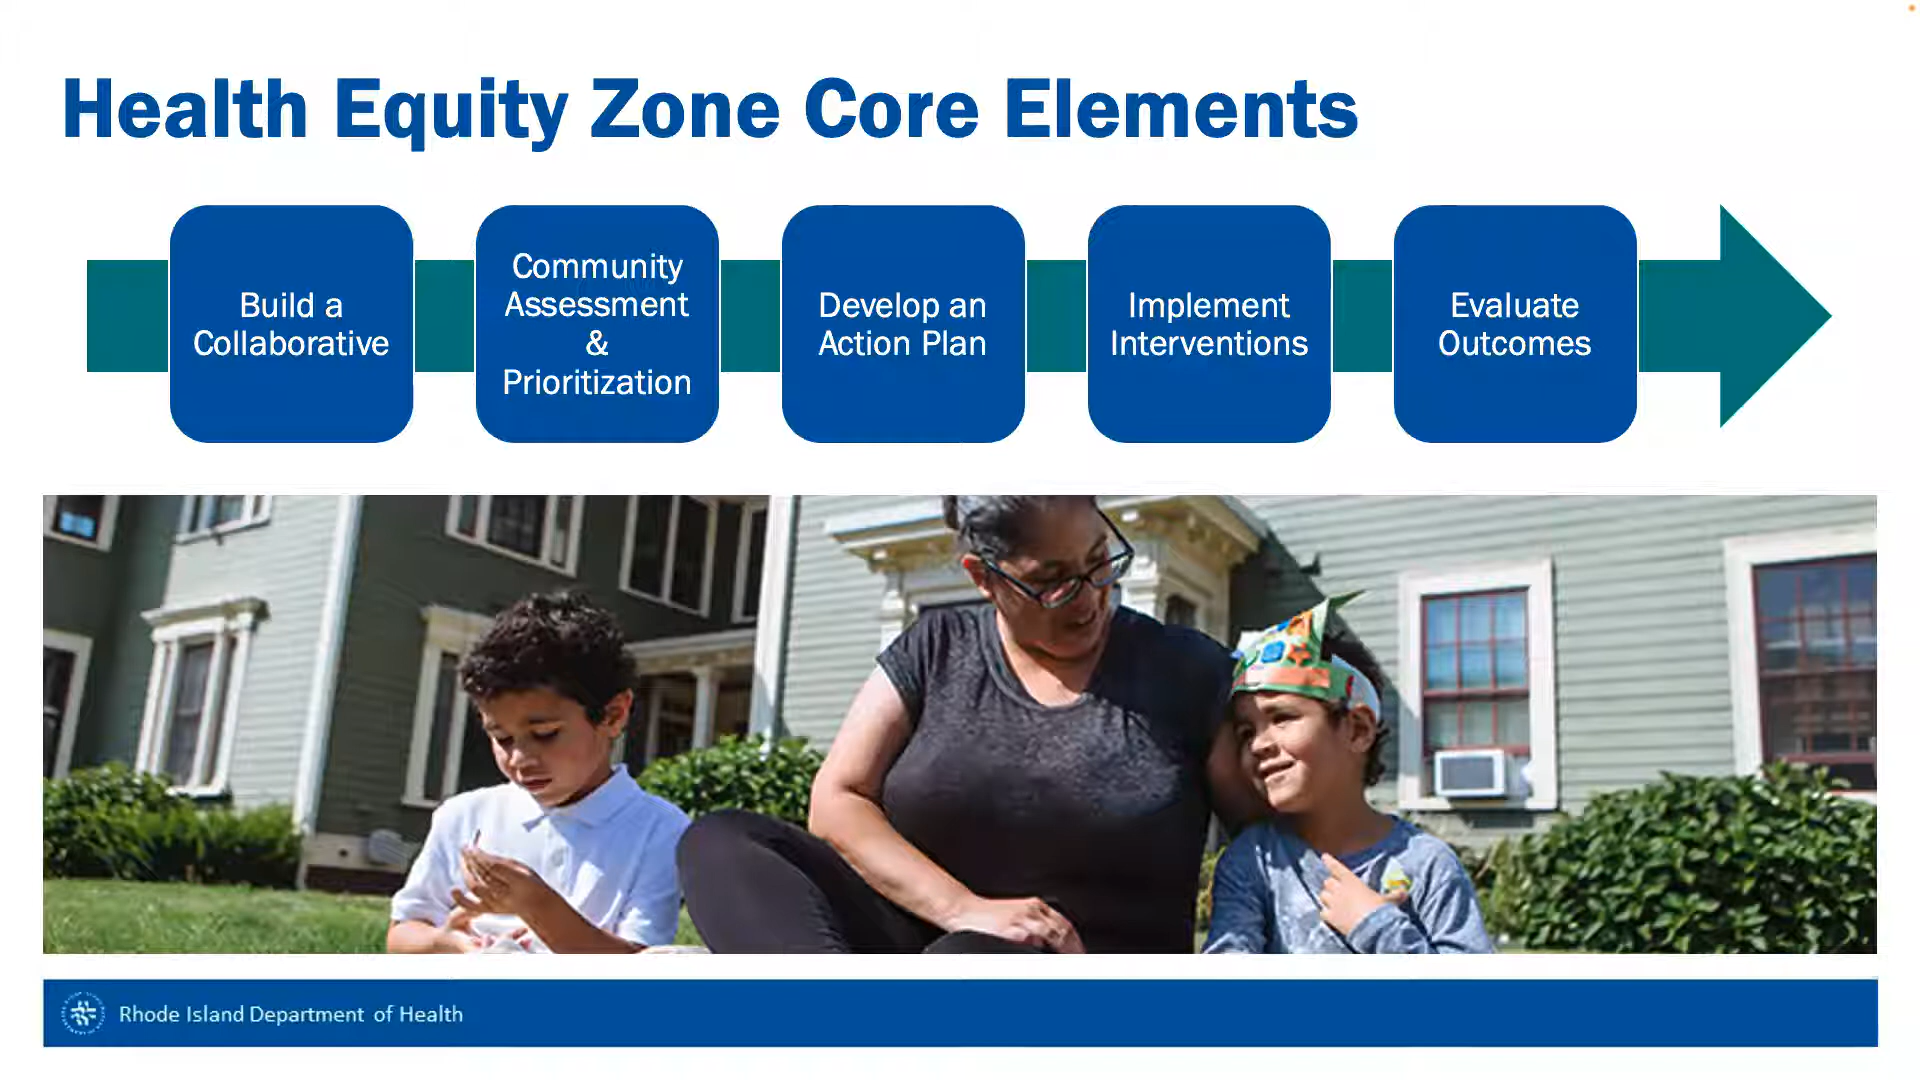 Health Equity Zone Core Elements
Build a
Collaborative
Community
Assessment
&
Prioritization
Develop an
Action Plan
Implement
Interventions
Evaluate
Outcomes
Rhode Island Department of Health